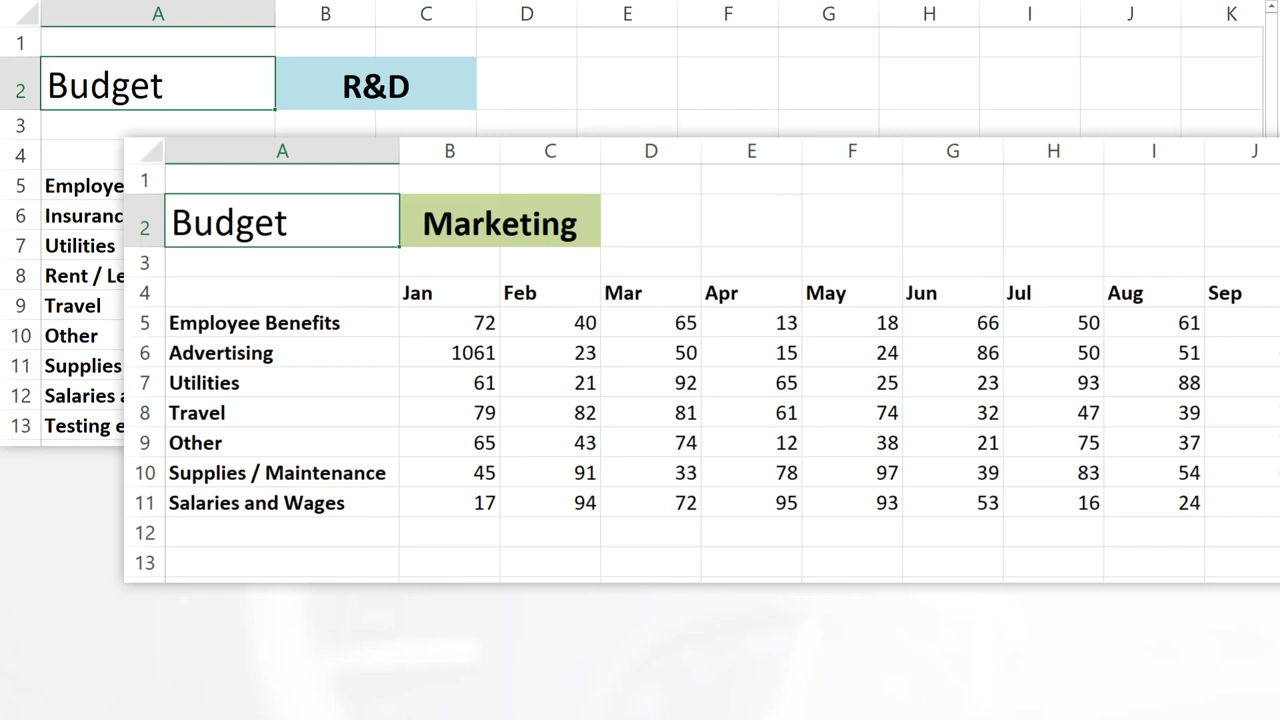 A B C D E F G H I J K
1
2 Budget R&D
3
4
5 Employe
6 Insuranc
7 Utilities
8 Rent / Le
9 Travel
10 Other
11 Supplies
12 Salaries a
13 Testing e
A B C D E F G H I J
1
2 Budget Marketing
3
4 Jan Feb Mar Apr May Jun Jul Aug Sep
5 Employee Benefits 72 40 65 13 18 66 50 61
6 Advertising 1061 23 50 15 24 86 50 51
7 Utilities 61 21 92 65 25 23 93 88
8 Travel 79 82 81 61 74 32 47 39
9 Other 65 43 74 12 38 21 75 37
10 Supplies / Maintenance 45 91 33 78 97 39 83 54
11 Salaries and Wages 17 94 72 95 93 53 16 24
12
13